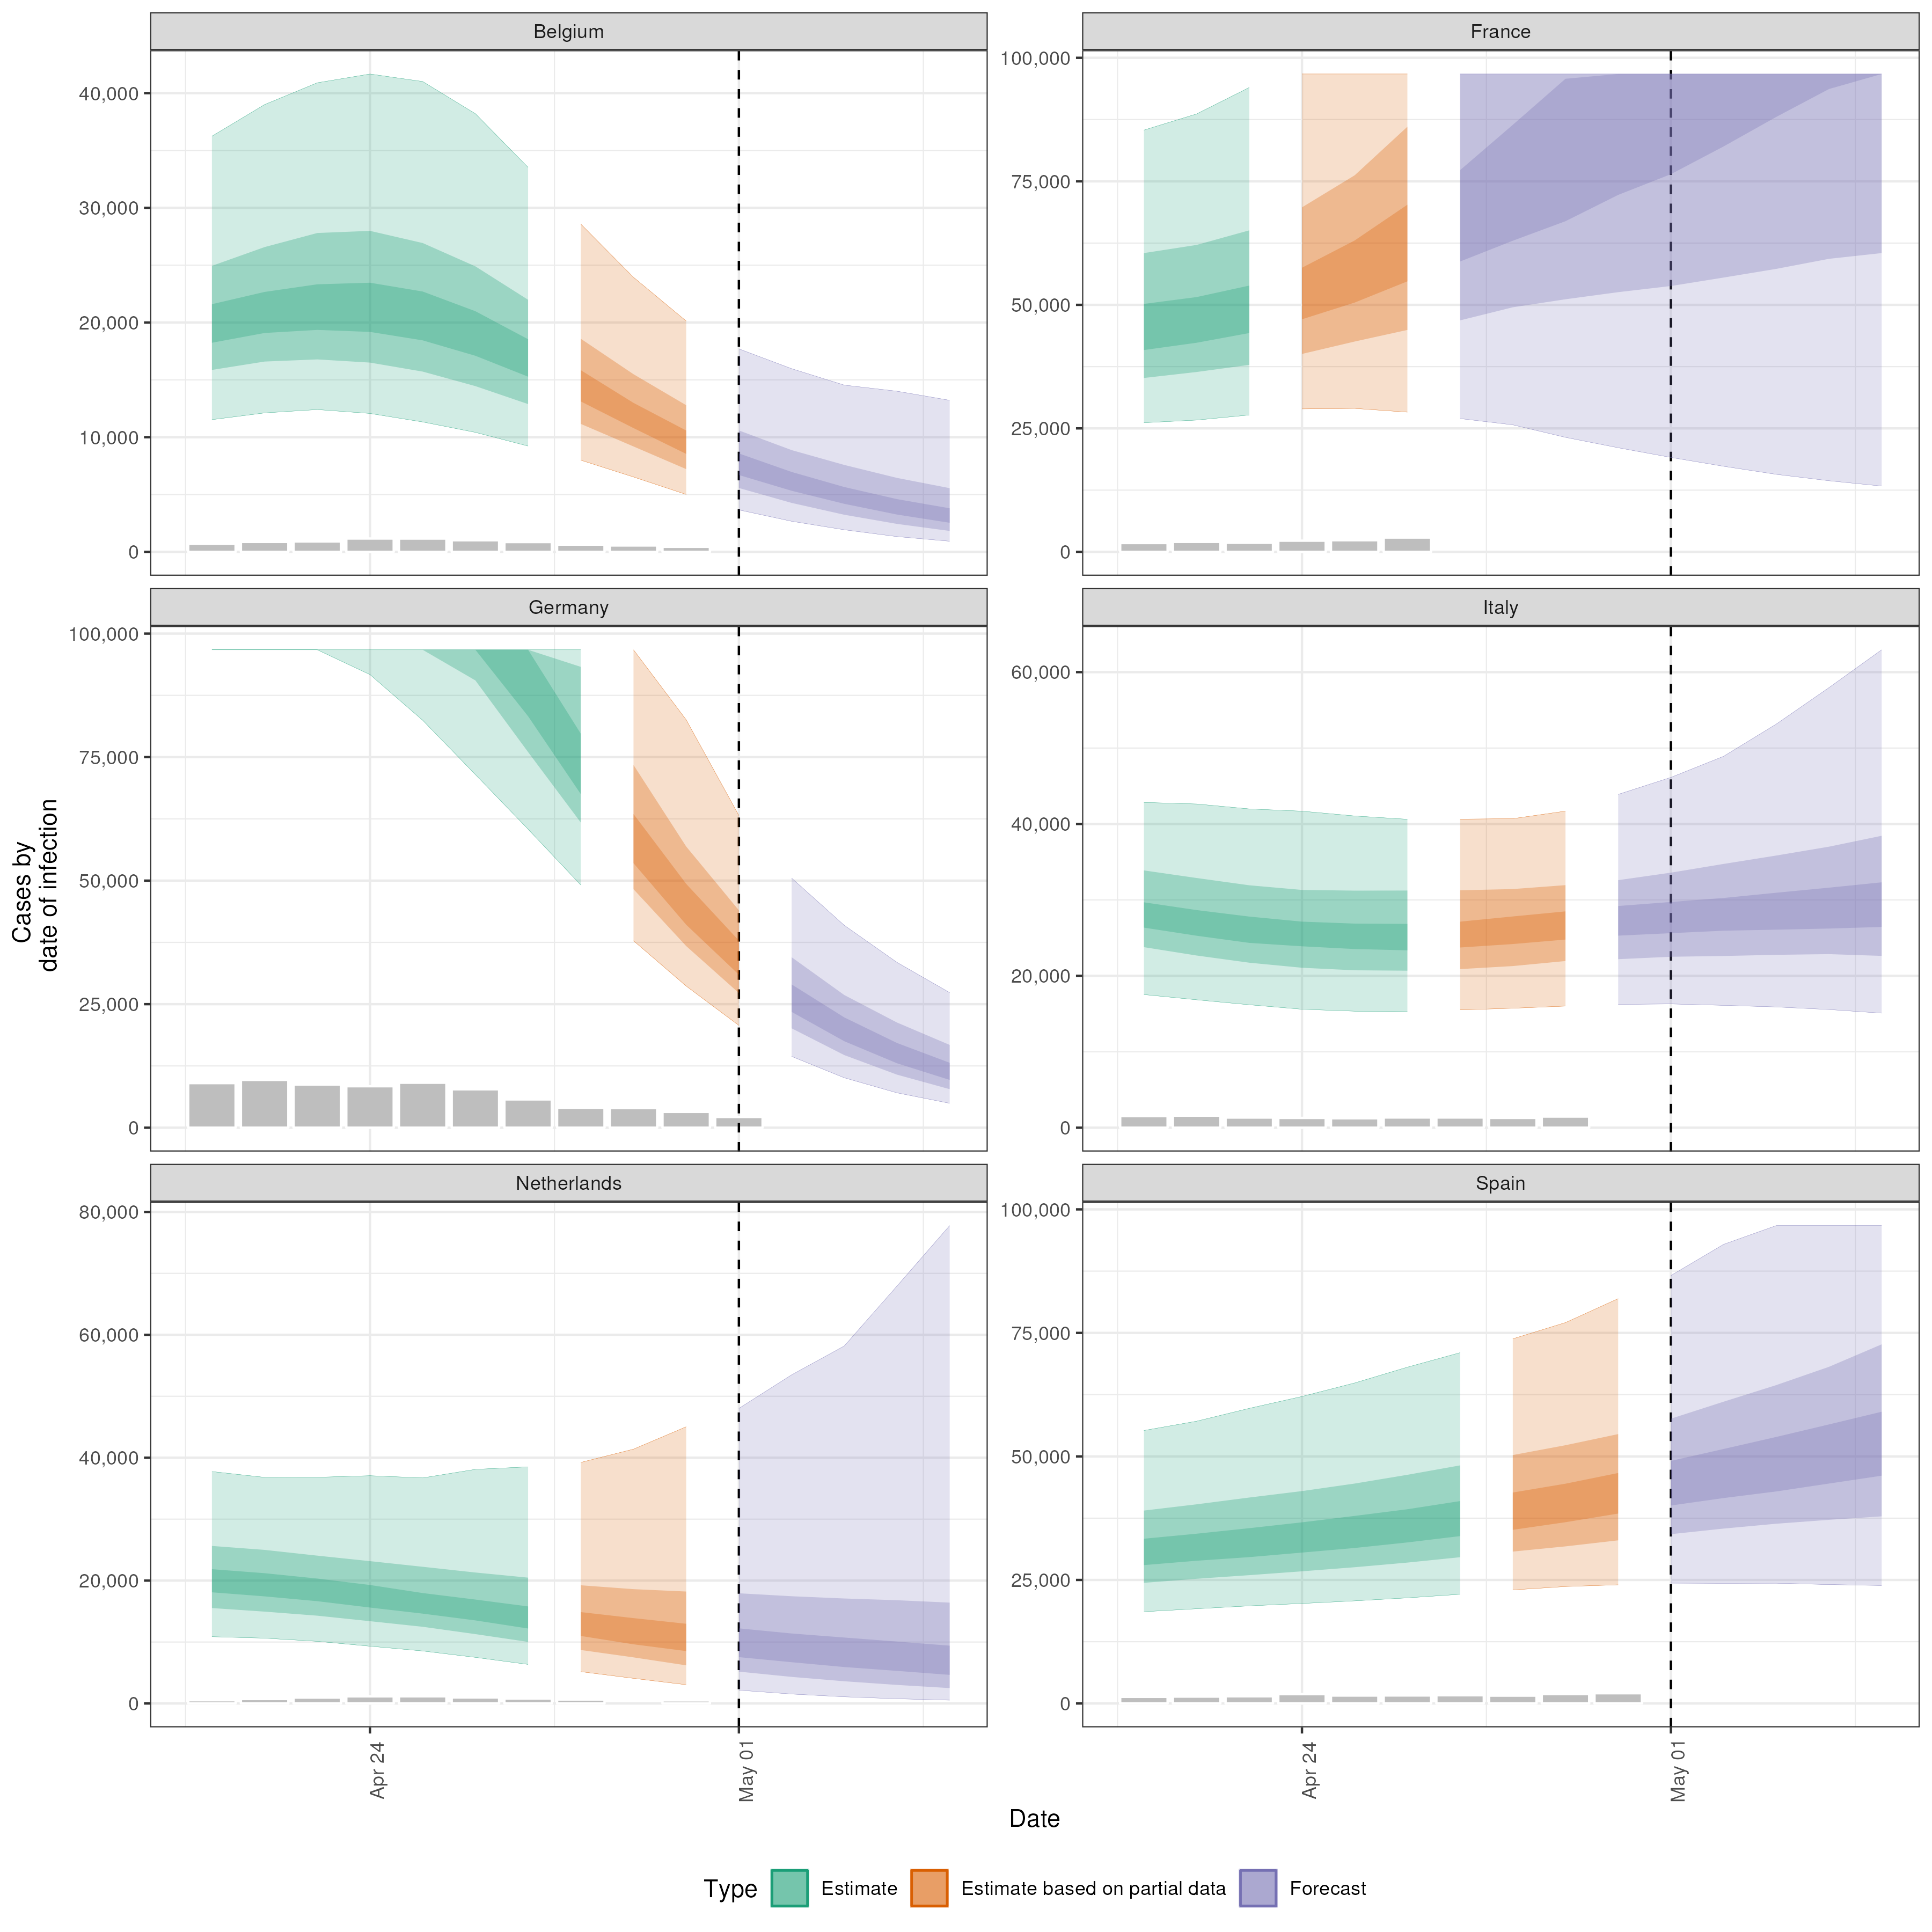 Belgium
France
40,000
30,000
20,000
10,000
0
100,000
75,000
50,000
25,000
0
Germany
Italy
100,000
75,000
50,000
25,000
0
60,000
40,000
20,000
0
Cases by
date of infection
Netherlands
Spain
80,000
60,000
40,000
20,000
0
100,000
75,000
50,000
25,000
0
Apr 24
May 01
Apr 24
May 01
Date
Type Estimate Estimate based on partial data Forecast